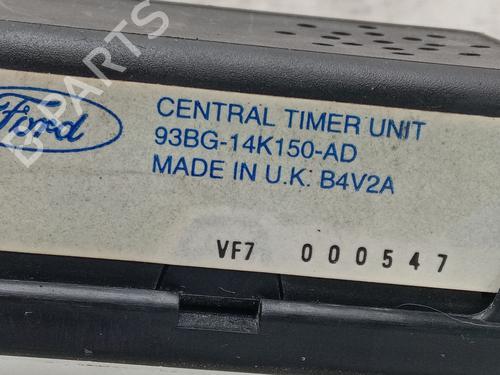 B-PARTS
Ford
CENTRAL TIMER UNIT
93BG-14K150-AD
MADE IN U.K. B4V2A
VF7 000547